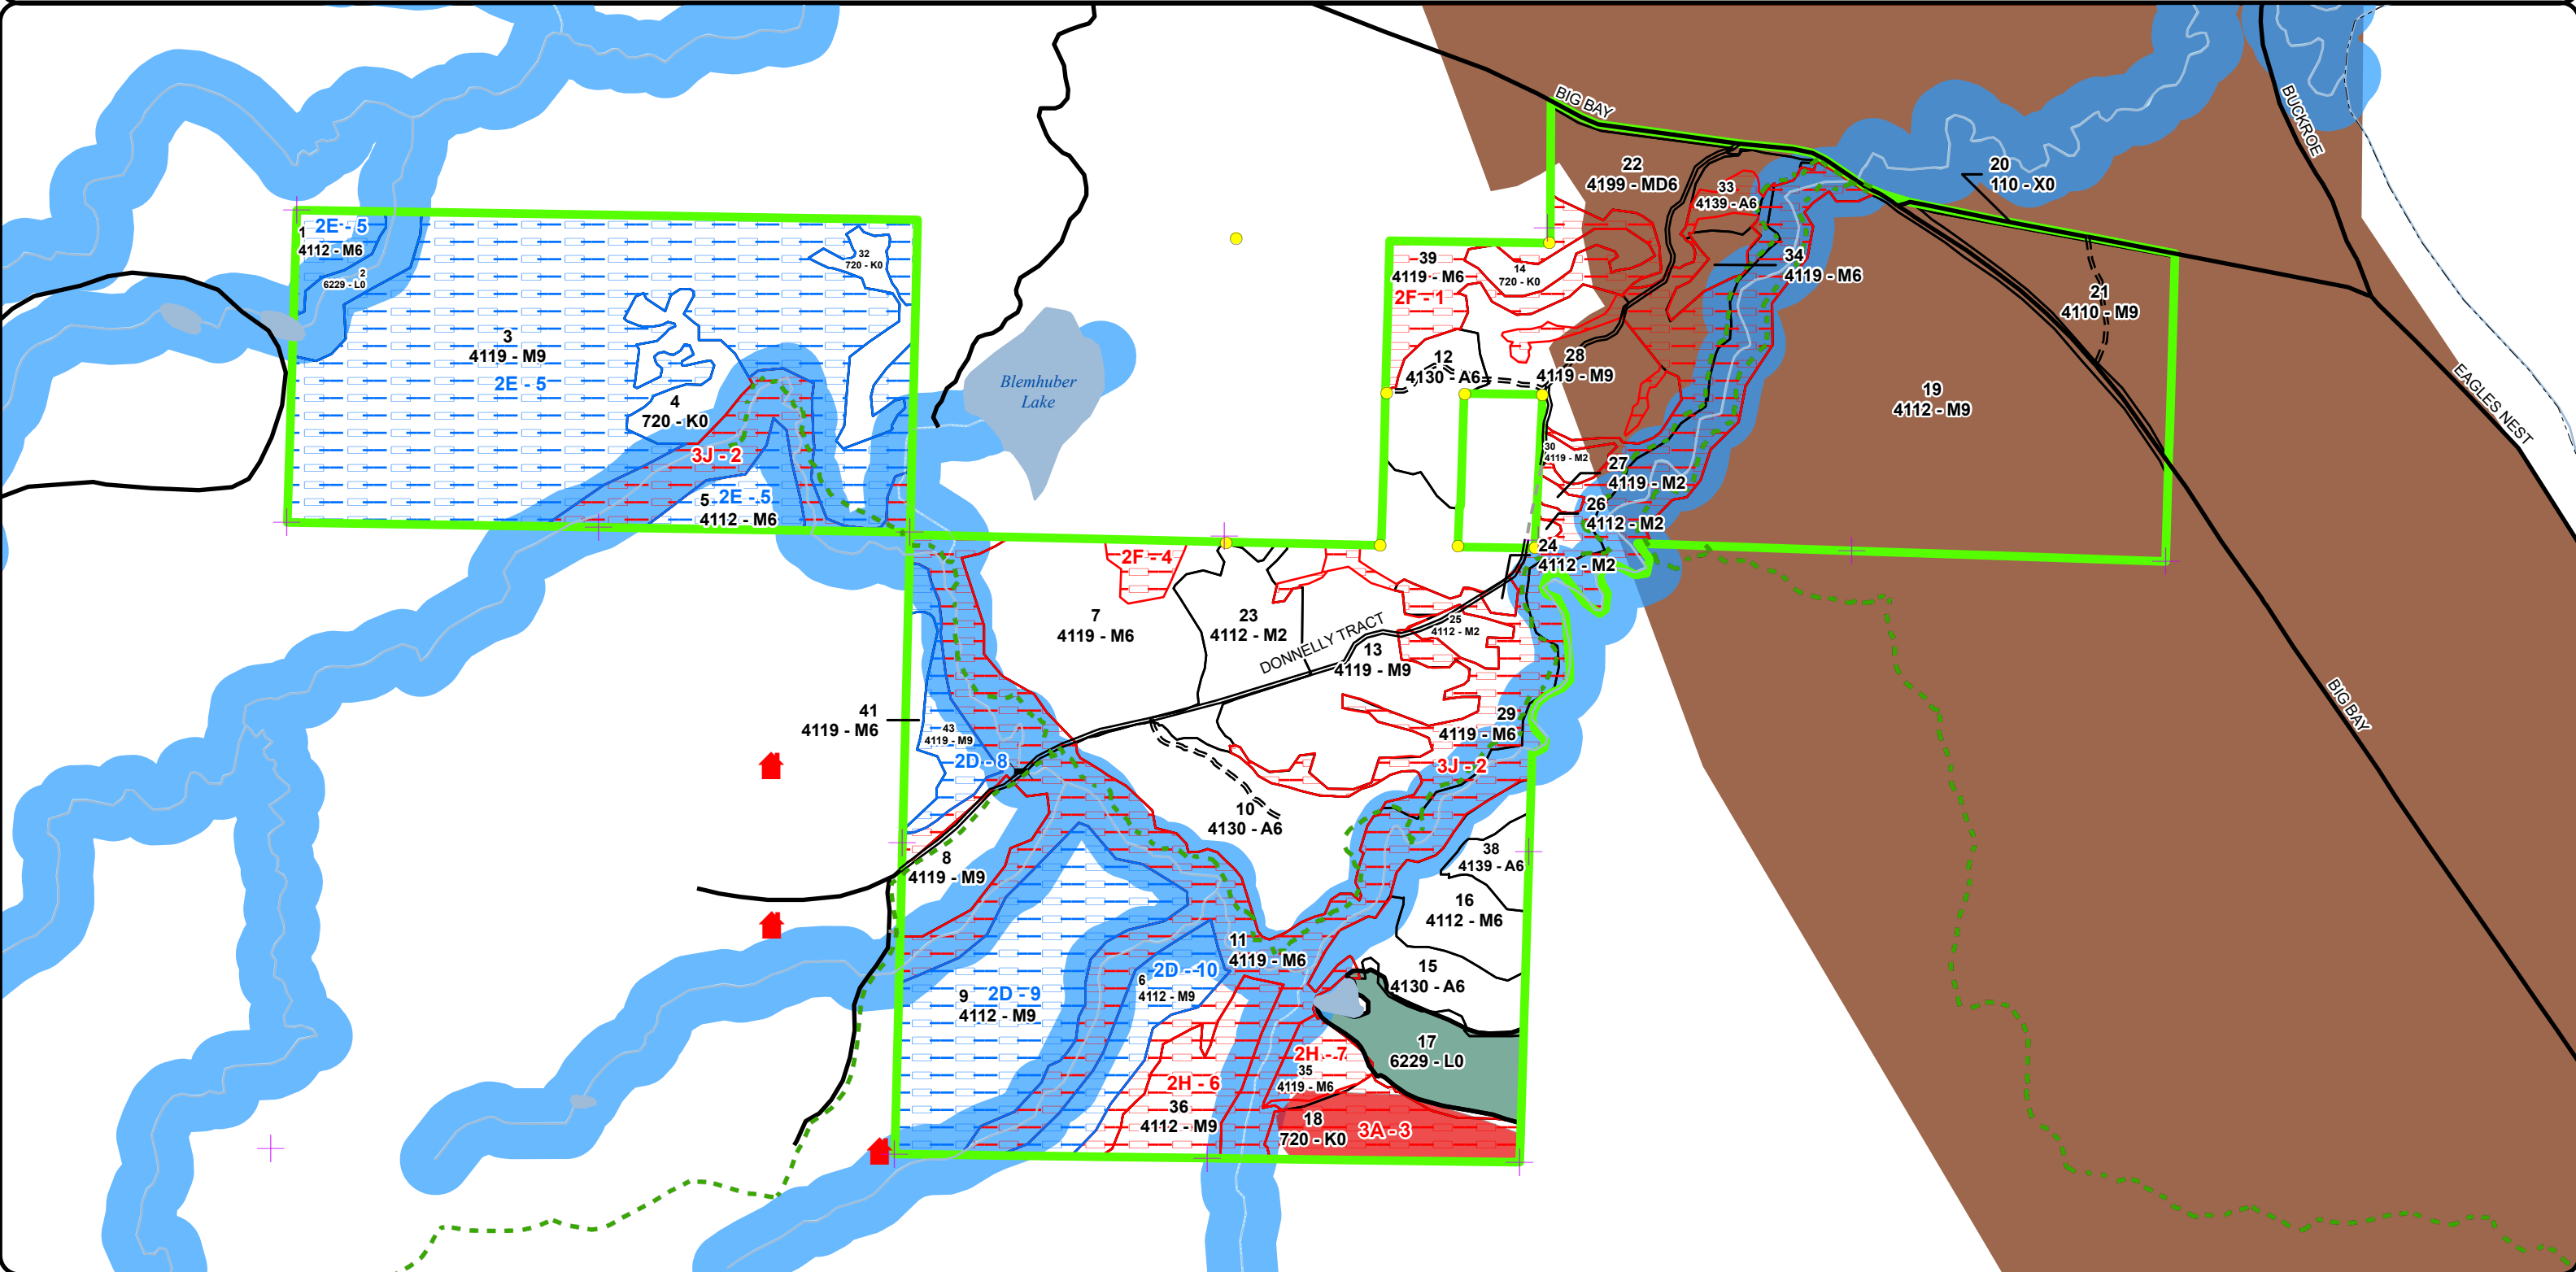 BIG BAY
BUCKROE
22
4199 - MD6
33
4139 - A6
20
110 - X0
1
2E - 5
4112 - M6
2
6229 - L0
32
720 - K0
39
4119 - M6
2F - 1
14
720 - K0
34
4119 - M6
21
4110 - M9
3
4119 - M9
2E - 5
Blemhuber
Lake
12
4130 - A6
28
4119 - M9
19
4112 - M9
EAGLES NEST
4
720 - K0
3J - 2
30
4119 - M2
27
4119 - M2
5
2E - 5
4112 - M6
26
4112 - M2
24
4112 - M2
2F - 4
7
4119 - M6
23
4112 - M2
DONNELLY TRACT
25
4112 - M2
13
4119 - M9
41
4119 - M6
43
4119 - M9
2D - 8
29
4119 - M6
3J - 2
BIG BAY
10
4130 - A6
8
4119 - M9
38
4139 - A6
16
4112 - M6
11
4119 - M6
15
4130 - A6
9
2D - 9
4112 - M9
6
2D - 10
4112 - M9
17
6229 - L0
2H - 7
35
4119 - M6
2H - 6
36
4112 - M9
18
720 - K0
3A - 3